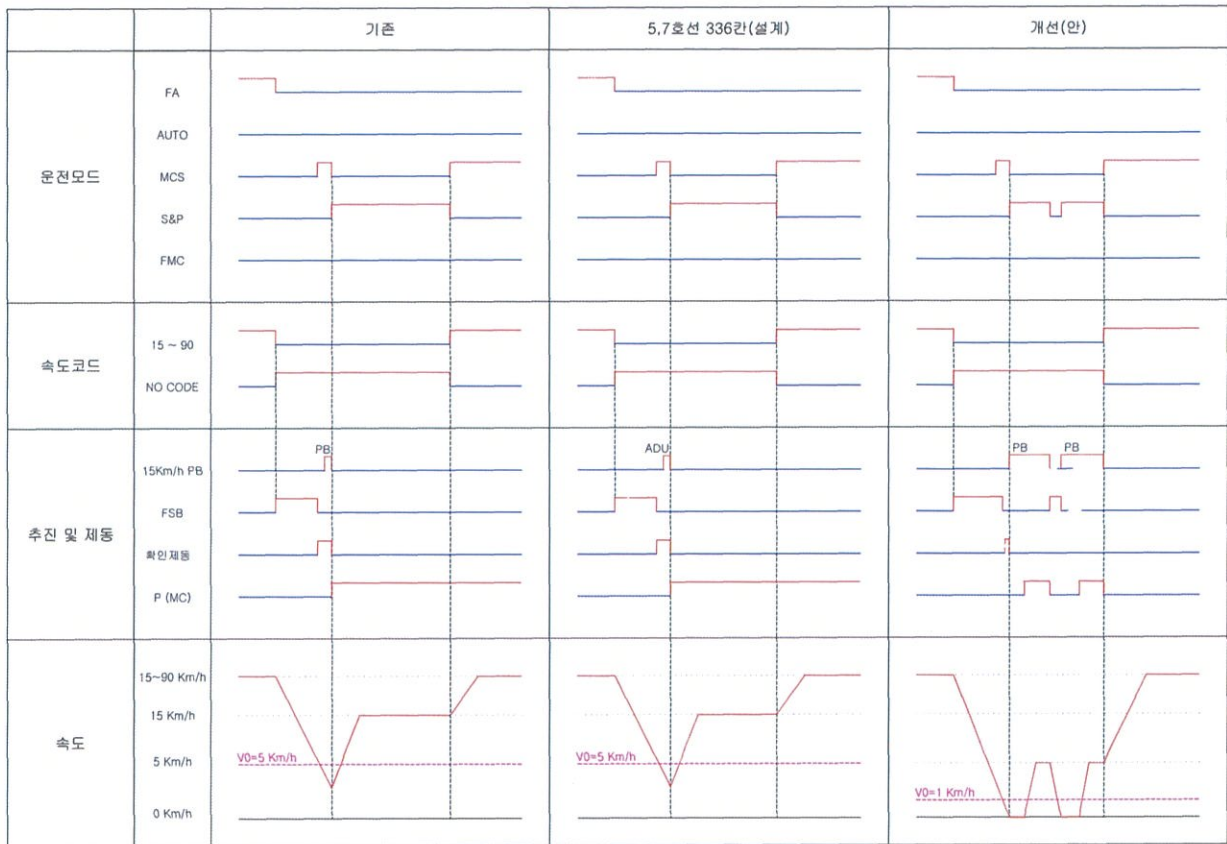 기존
5,7호선 336칸(설계)
개선(안)
운전모드
FA
AUTO
MCS
S&P
FMC
속도코드
15 ~ 90
NO CODE
추진 및 제동
15Km/h PB
PB
ADU
PB
PB
FSB
확인제동
P (MC)
속도
15~90 Km/h
15 Km/h
5 Km/h
0 Km/h
V0=5 Km/h
V0=5 Km/h
V0=1 Km/h